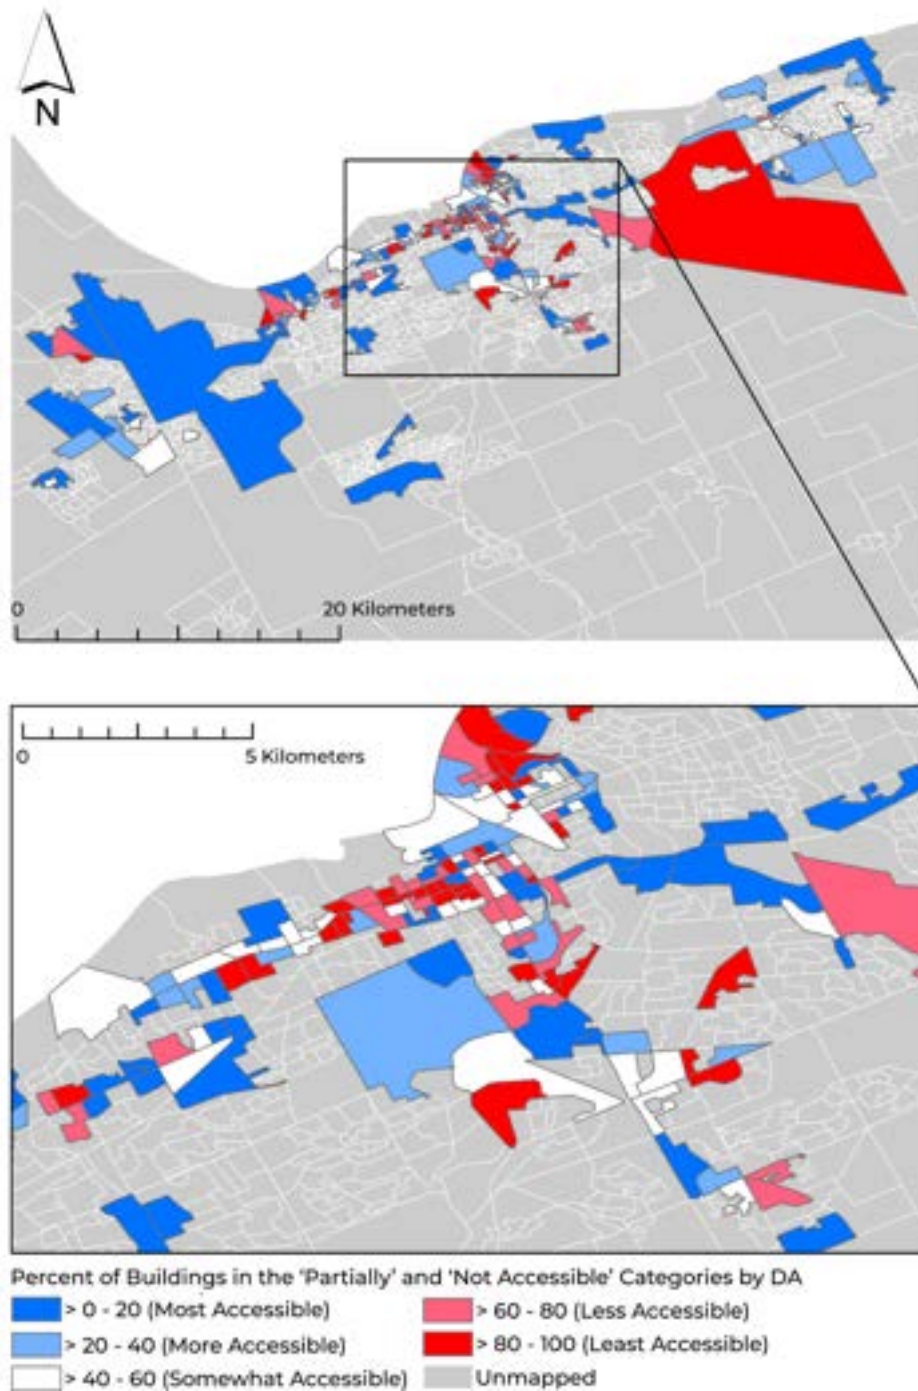 N
0 20 Kilometers
0 5 Kilometers
Percent of Buildings in the 'Partially' and 'Not Accessible' Categories by DA
> 0 - 20 (Most Accessible)
> 60 - 80 (Less Accessible)
> 20 - 40 (More Accessible)
> 80 - 100 (Least Accessible)
> 40 - 60 (Somewhat Accessible)
Unmapped